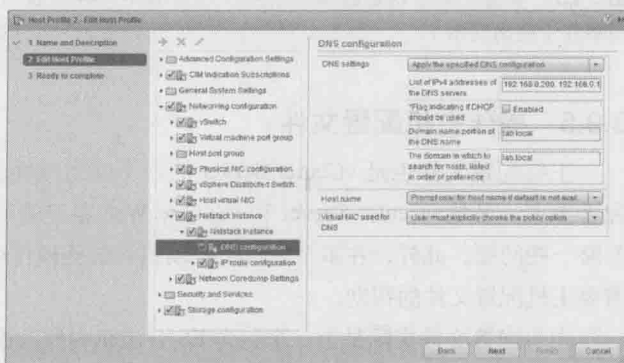 Host Profile 2 - Edit Host Profile
1 Name and Description
2 Edit Host Profile
3 Ready to complete
Advanced Configuration Settings
CIM Indication Subscriptions
General System Settings
Networking configuration
vSwitch
Virtual machine port group
Host port group
Physical NIC configuration
vSphere Distributed Switch
Host virtual NIC
Netstack Instance
Netstack Instance
DNS configuration
IP route configuration
Network Coredump Settings
Security and Services
Storage configuration
DNS configuration
DNS settings
Apply the specified DNS configuration
List of IPv4 addresses of the DNS servers
192.168.0.200, 192.168.0.1
*Flag indicating if DHCP should be used
Enabled
Domain name portion of the DNS name
lab.local
The domain in which to search for hosts, listed in order of preference
lab.local
Host name
Prompt user for host name if default is not avail
Virtual NIC used for DNS
User must explicitly choose the policy option
Back
Next
Finish
Cancel